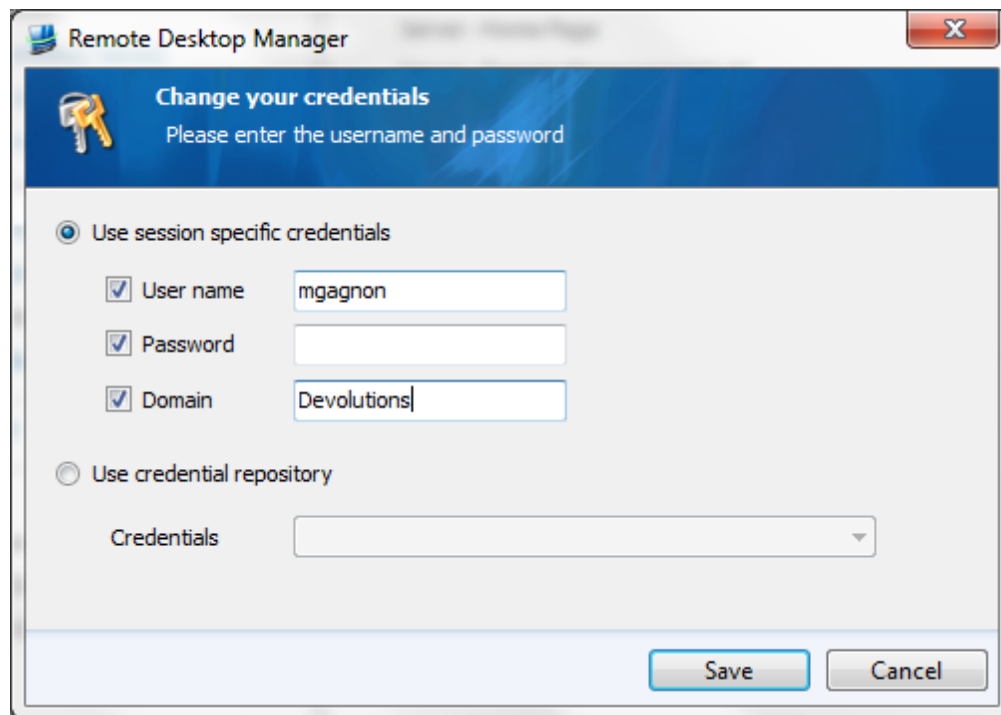 Remote Desktop Manager
Change your credentials
Please enter the username and password
Use session specific credentials
User name mgagnon
Password
Domain Devolutions
Use credential repository
Credentials
Save Cancel